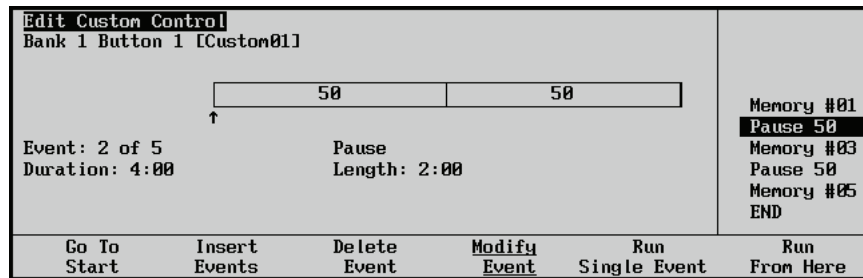 Edit Custom Control
Bank 1 Button 1 [Custom01]
50 50
Event: 2 of 5 Pause
Duration: 4:00 Length: 2:00
Memory #01
Pause 50
Memory #03
Pause 50
Memory #05
END
Go To Start
Insert Events
Delete Event
Modify Event
Run Single Event
Run From Here